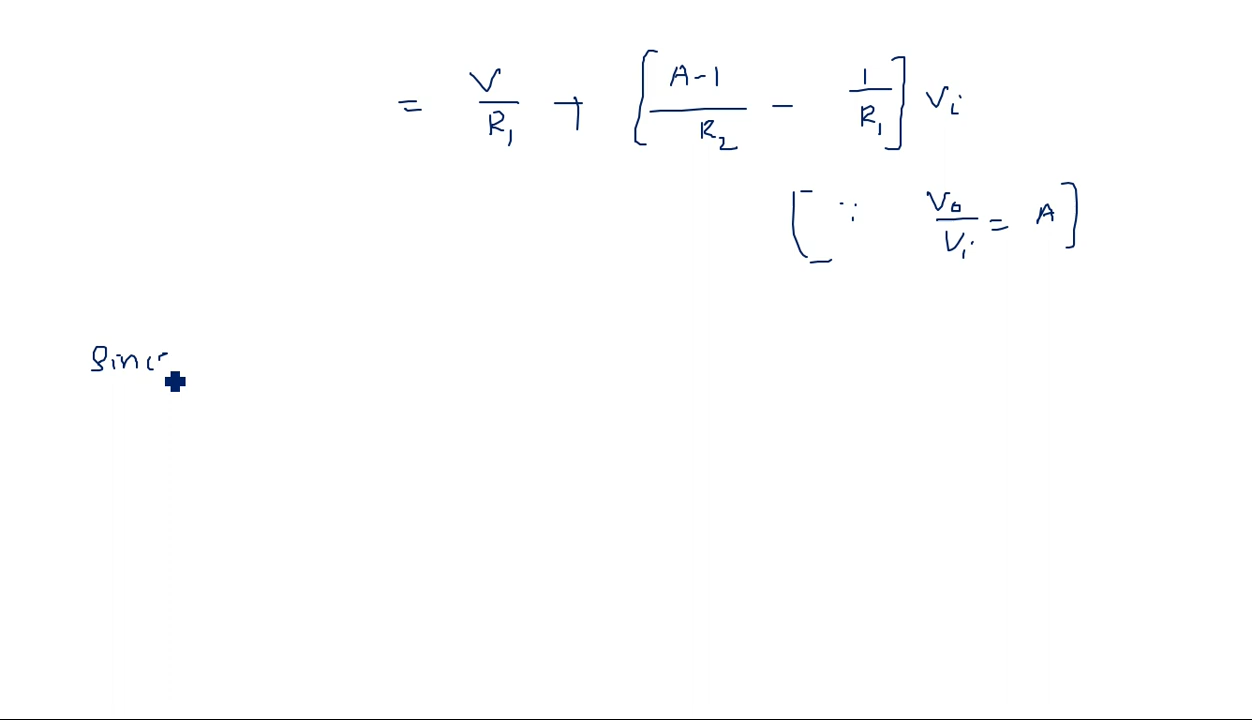 = V/R₁ + [ (A-1)/R₂ - 1/R₁ ] Vᵢ
[ ∵ V₀/Vᵢ = A ]
Sinc